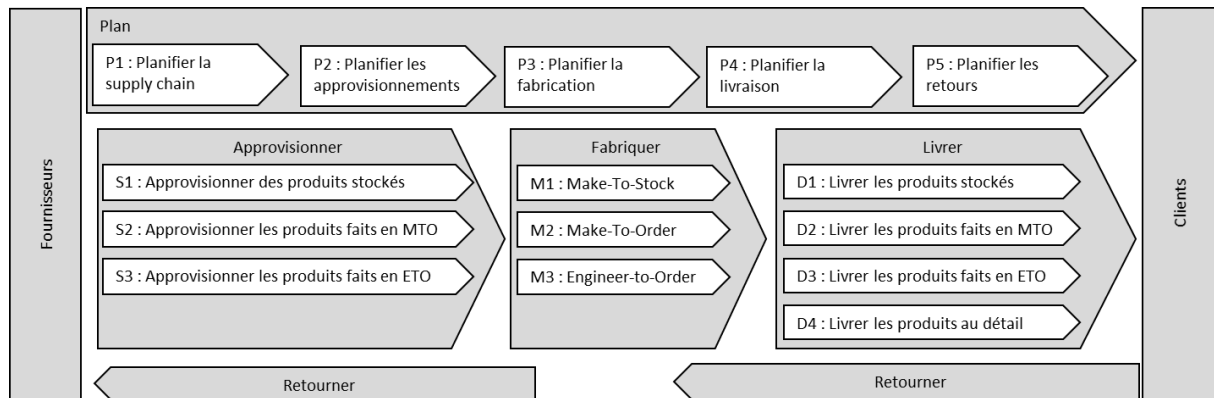 Fournisseurs
Plan
P1 : Planifier la
supply chain
P2 : Planifier les
approvisionnements
P3 : Planifier la
fabrication
P4 : Planifier la
livraison
P5 : Planifier les
retours
Approvisionner
S1 : Approvisionner des produits stockés
S2 : Approvisionner les produits faits en MTO
S3 : Approvisionner les produits faits en ETO
Fabriquer
M1 : Make-To-Stock
M2 : Make-To-Order
M3 : Engineer-to-Order
Livrer
D1 : Livrer les produits stockés
D2 : Livrer les produits faits en MTO
D3 : Livrer les produits faits en ETO
D4 : Livrer les produits au détail
Clients
Retourner
Retourner